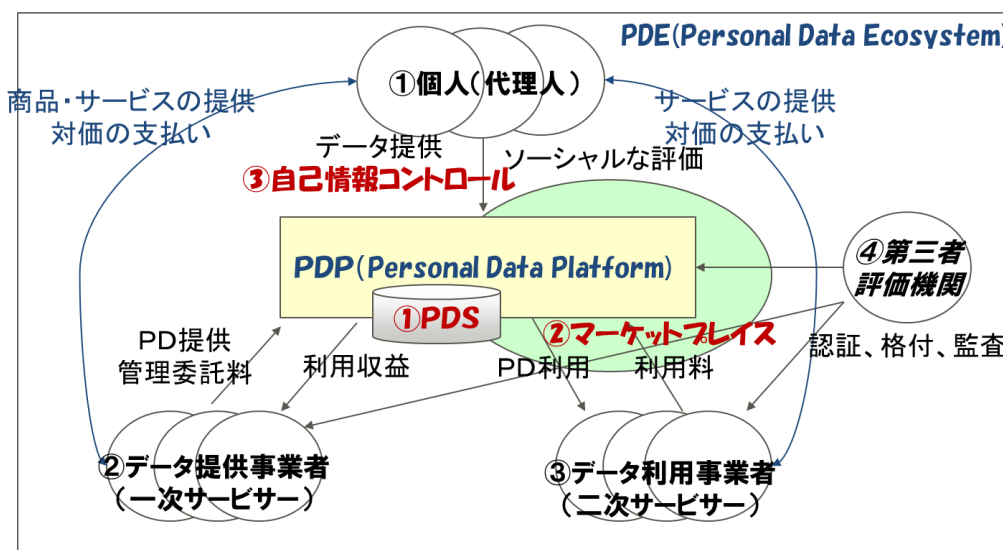 PDE(Personal Data Ecosystem)
①個人(代理人)
商品・サービスの提供
対価の支払い
サービスの提供
対価の支払い
データ提供
ソーシャルな評価
③自己情報コントロール
PDP(Personal Data Platform)
④第三者
評価機関
①PDS
②マーケットプレイス
PD提供
管理委託料
利用収益
PD利用
利用料
認証、格付、監査
②データ提供事業者
(一次サービサー)
③データ利用事業者
(二次サービサー)